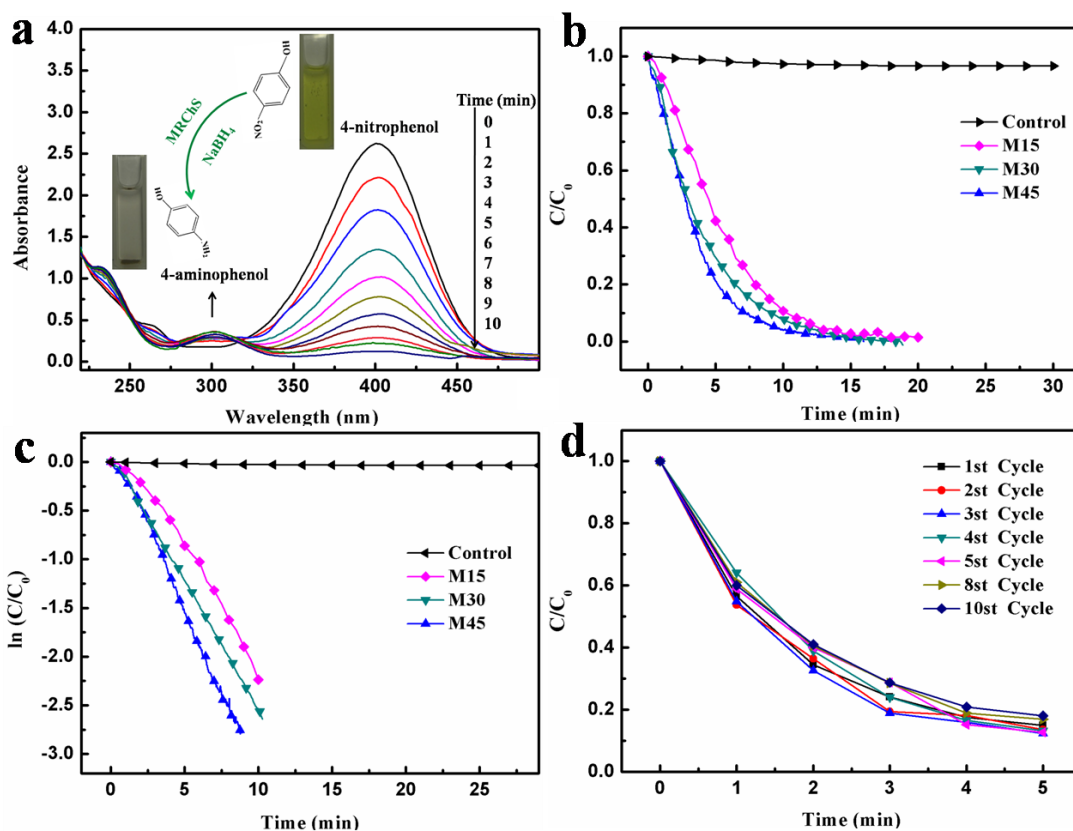 a
4.0
3.5
3.0
2.5
2.0
1.5
1.0
0.5
0.0
Absorbance
250
300
350
400
450
Wavelength (nm)
MRChS
NaBH4
OH
NO2
HO
NH2
4-nitrophenol
4-aminophenol
Time (min)
0
1
2
3
4
5
6
7
8
9
10
b
1.0
0.8
0.6
0.4
0.2
0.0
C/C0
0
5
10
15
20
25
30
Time (min)
Control
M15
M30
M45
c
0.0
-0.5
-1.0
-1.5
-2.0
-2.5
-3.0
ln (C/C0)
0
5
10
15
20
25
Time (min)
Control
M15
M30
M45
d
1.0
0.8
0.6
0.4
0.2
0.0
C/C0
0
1
2
3
4
5
Time (min)
1st Cycle
2st Cycle
3st Cycle
4st Cycle
5st Cycle
8st Cycle
10st Cycle